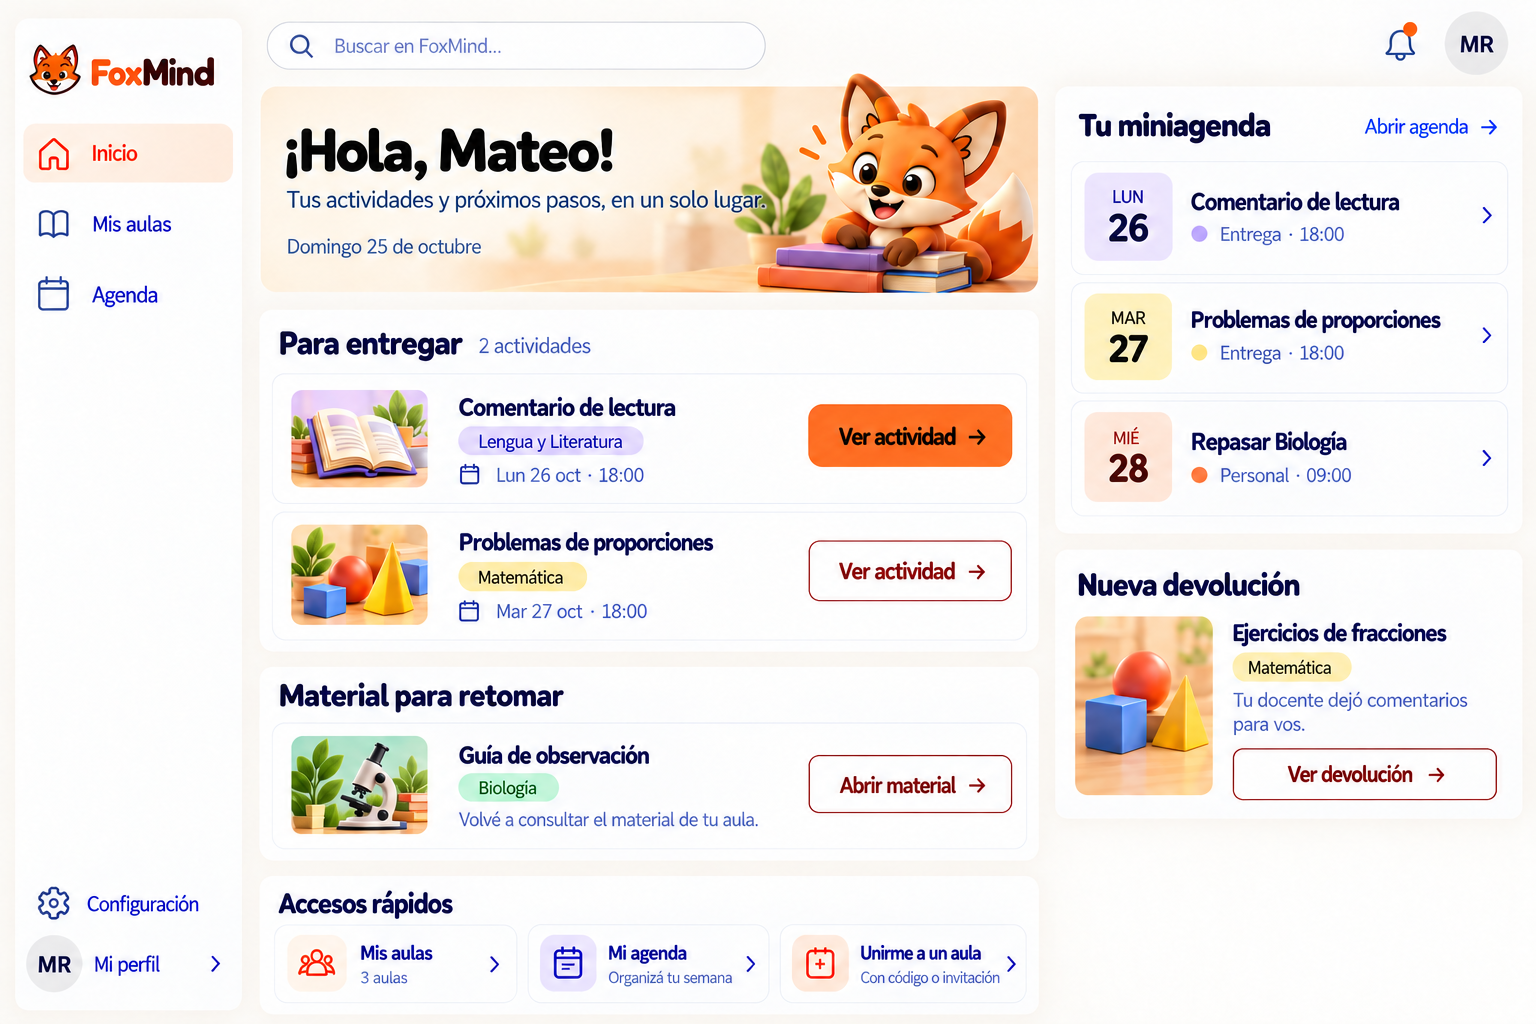 FoxMind
Inicio
Mis aulas
Agenda
Configuración
MR Mi perfil
Buscar en FoxMind...
MR
¡Hola, Mateo!
Tus actividades y próximos pasos, en un solo lugar.
Domingo 25 de octubre
Para entregar 2 actividades
Comentario de lectura
Lengua y Literatura
Lun 26 oct · 18:00
Ver actividad →
Problemas de proporciones
Matemática
Mar 27 oct · 18:00
Ver actividad →
Material para retomar
Guía de observación
Biología
Volvé a consultar el material de tu aula.
Abrir material →
Accesos rápidos
Mis aulas
3 aulas
Mi agenda
Organizá tu semana
Unirme a un aula
Con código o invitación
Tu miniagenda
Abrir agenda →
LUN
26
Comentario de lectura
Entrega · 18:00
MAR
27
Problemas de proporciones
Entrega · 18:00
MIÉ
28
Repasar Biología
Personal · 09:00
Nueva devolución
Ejercicios de fracciones
Matemática
Tu docente dejó comentarios
para vos.
Ver devolución →